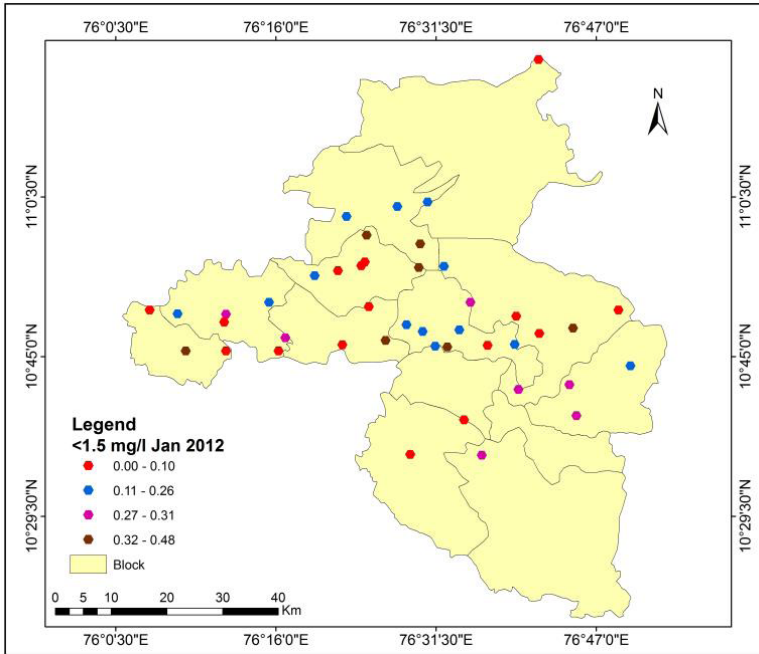 76°0'30"E 76°16'0"E 76°31'30"E 76°47'0"E
N
11°0'30"N 11°0'30"N
10°45'0"N 10°45'0"N
10°29'30"N 10°29'30"N
Legend
<1.5 mg/l Jan 2012
0.00 - 0.10
0.11 - 0.26
0.27 - 0.31
0.32 - 0.48
Block
0 5 10 20 30 40
Km
76°0'30"E 76°16'0"E 76°31'30"E 76°47'0"E